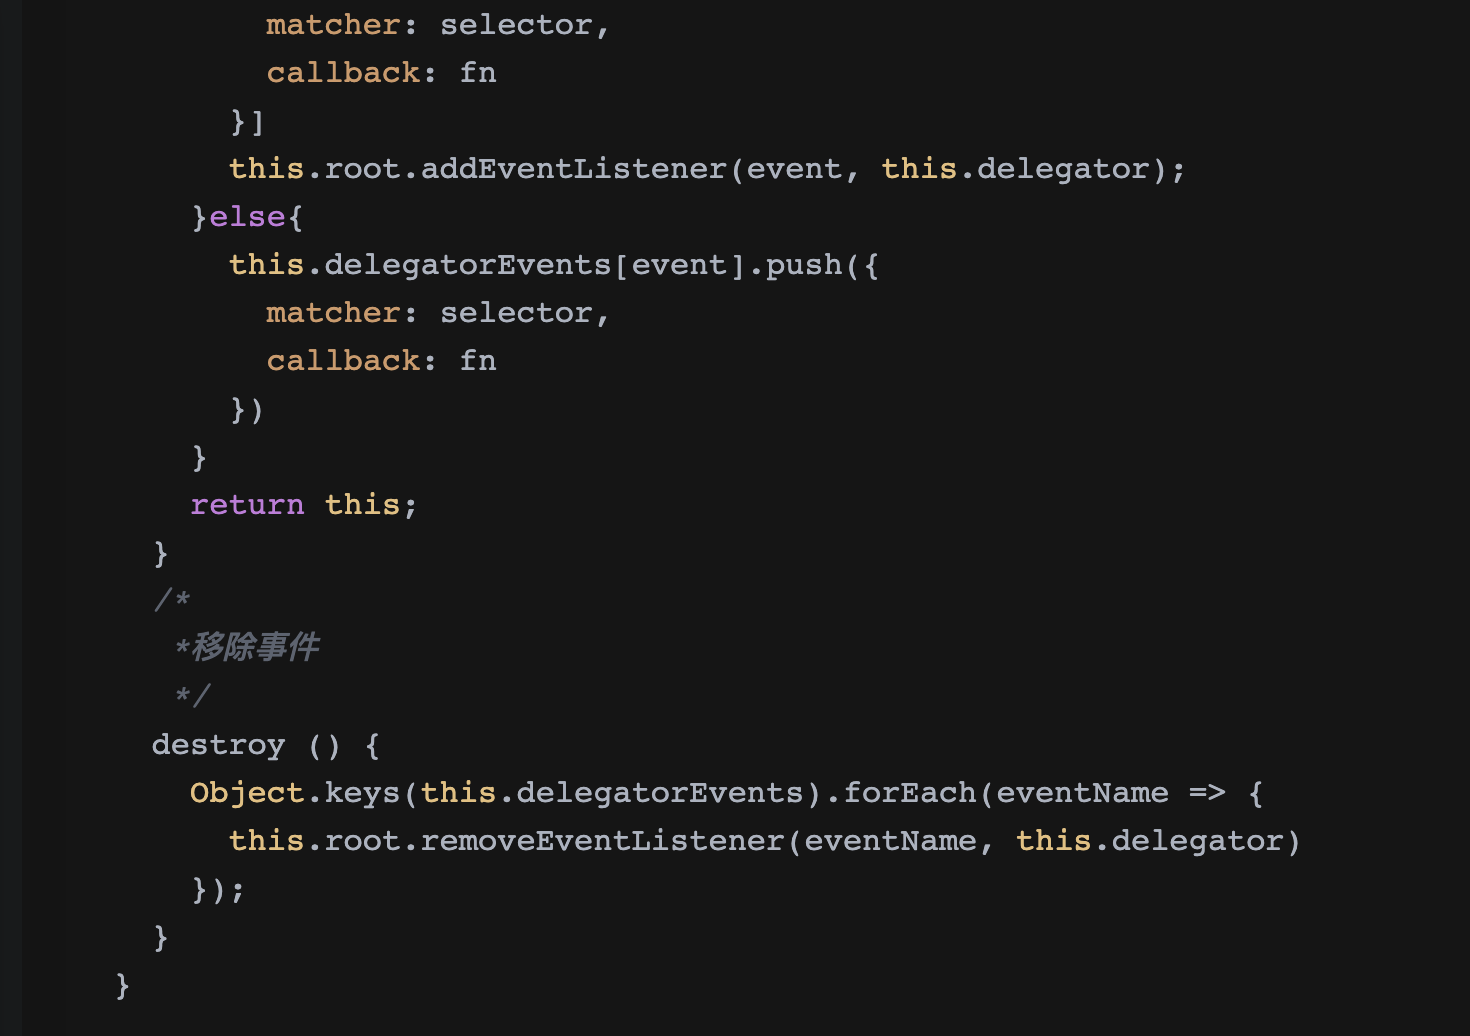 matcher: selector,
callback: fn
}]
this.root.addEventListener(event, this.delegator);
}else{
this.delegatorEvents[event].push({
matcher: selector,
callback: fn
})
}
return this;
}
/*
*移除事件
*/
destroy () {
Object.keys(this.delegatorEvents).forEach(eventName => {
this.root.removeEventListener(eventName, this.delegator)
});
}
}